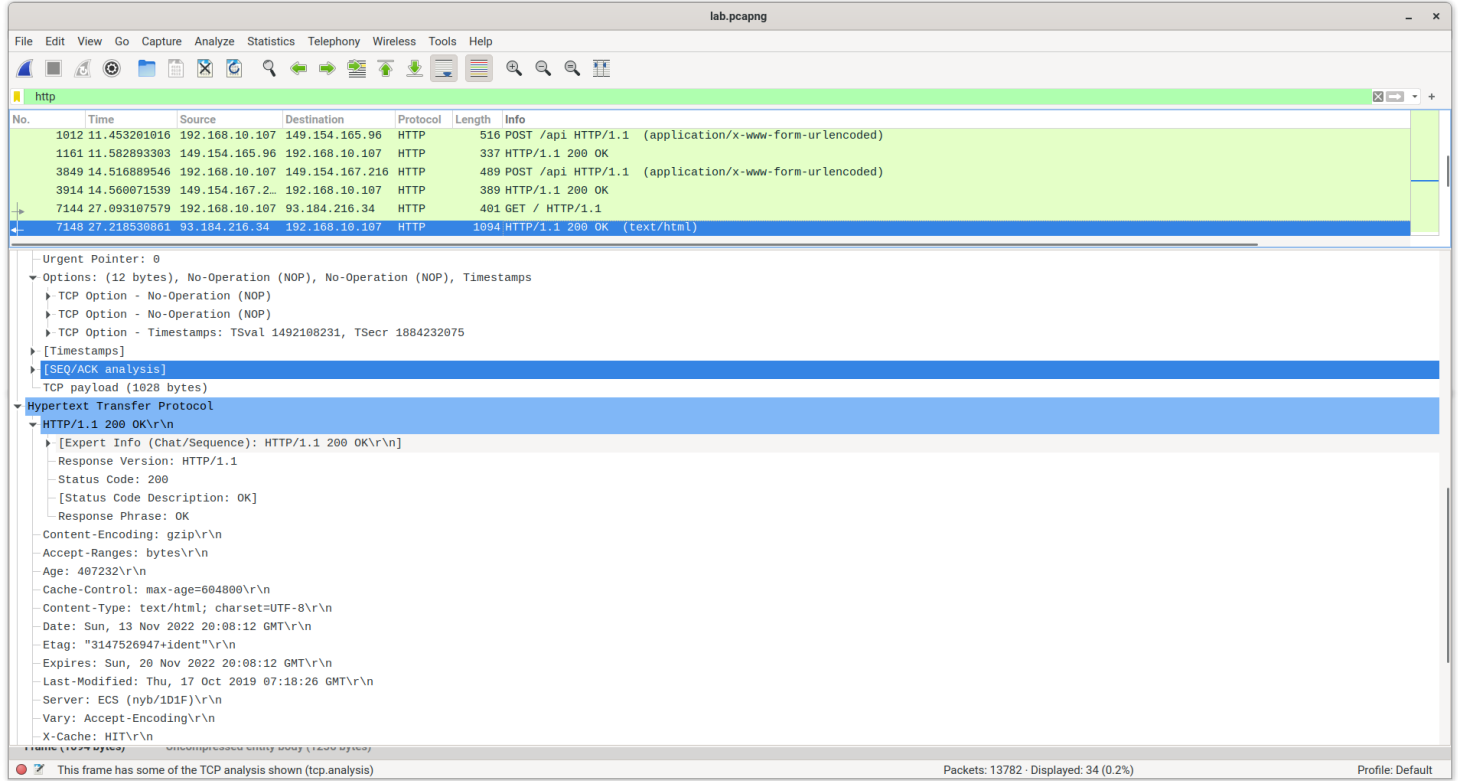 lab.pcapng
File Edit View Go Capture Analyze Statistics Telephony Wireless Tools Help
http
No. Time Source Destination Protocol Length Info
1012 11.453201016 192.168.10.107 149.154.165.96 HTTP 516 POST /api HTTP/1.1 (application/x-www-form-urlencoded)
1161 11.582893303 149.154.165.96 192.168.10.107 HTTP 337 HTTP/1.1 200 OK
3849 14.516889546 192.168.10.107 149.154.167.216 HTTP 489 POST /api HTTP/1.1 (application/x-www-form-urlencoded)
3914 14.560071539 149.154.167.2… 192.168.10.107 HTTP 389 HTTP/1.1 200 OK
7144 27.093107579 192.168.10.107 93.184.216.34 HTTP 401 GET / HTTP/1.1
7148 27.218530861 93.184.216.34 192.168.10.107 HTTP 1094 HTTP/1.1 200 OK (text/html)
Urgent Pointer: 0
Options: (12 bytes), No-Operation (NOP), No-Operation (NOP), Timestamps
TCP Option - No-Operation (NOP)
TCP Option - No-Operation (NOP)
TCP Option - Timestamps: TSval 1492108231, TSecr 1884232075
[Timestamps]
[SEQ/ACK analysis]
TCP payload (1028 bytes)
Hypertext Transfer Protocol
HTTP/1.1 200 OK\r\n
[Expert Info (Chat/Sequence): HTTP/1.1 200 OK\r\n]
Response Version: HTTP/1.1
Status Code: 200
[Status Code Description: OK]
Response Phrase: OK
Content-Encoding: gzip\r\n
Accept-Ranges: bytes\r\n
Age: 407232\r\n
Cache-Control: max-age=604800\r\n
Content-Type: text/html; charset=UTF-8\r\n
Date: Sun, 13 Nov 2022 20:08:12 GMT\r\n
Etag: "3147526947+ident"\r\n
Expires: Sun, 20 Nov 2022 20:08:12 GMT\r\n
Last-Modified: Thu, 17 Oct 2019 07:18:26 GMT\r\n
Server: ECS (nyb/1D1F)\r\n
Vary: Accept-Encoding\r\n
X-Cache: HIT\r\n
Frame (1094 bytes) Uncompressed entity body (1256 bytes)
This frame has some of the TCP analysis shown (tcp.analysis) Packets: 13782 · Displayed: 34 (0.2%) Profile: Default